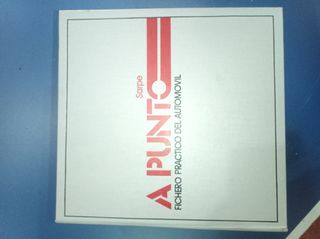 Sarpe
A PUNTO
FICHERO PRACTICO DEL AUTOMOVIL